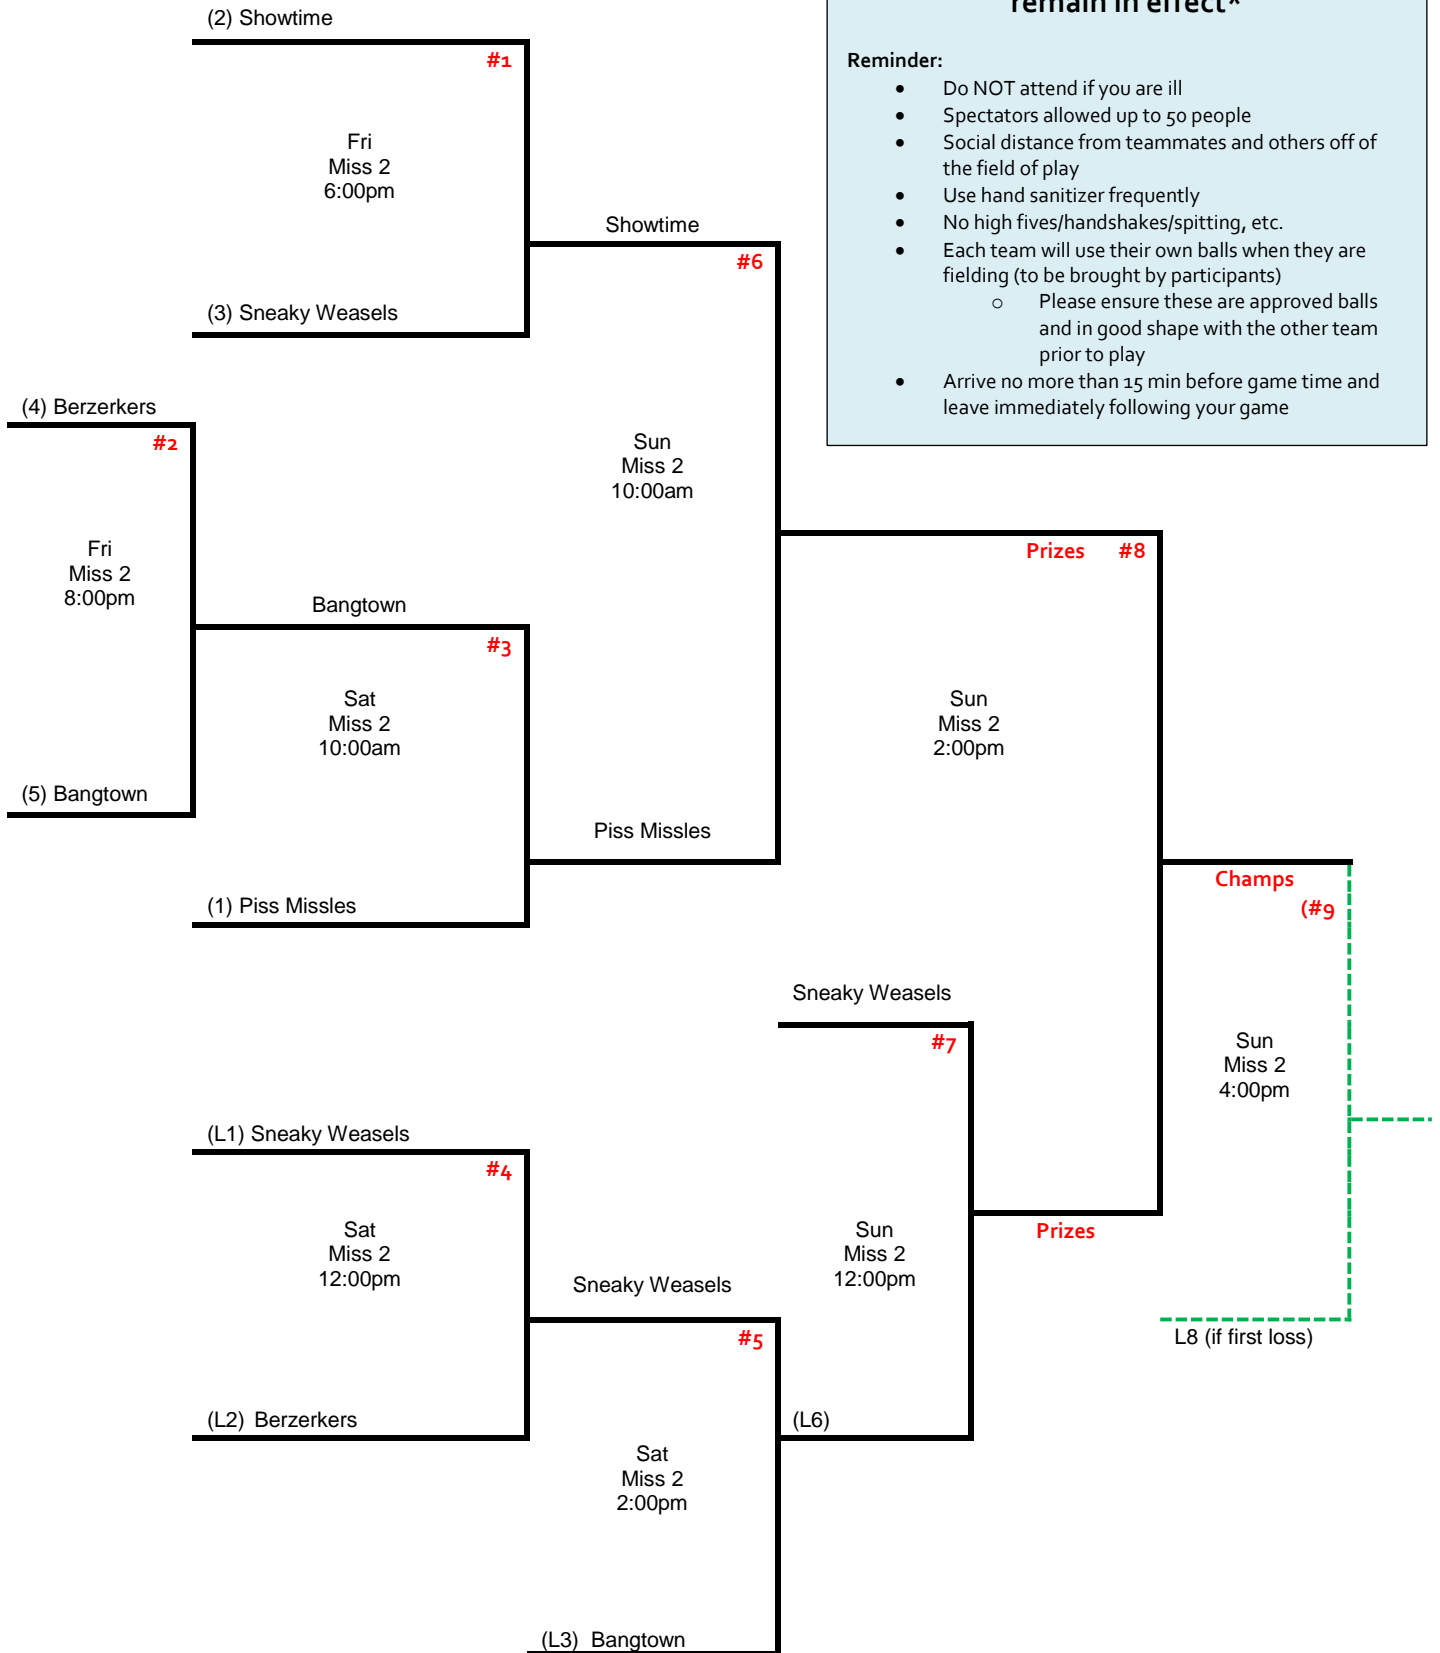 (2) Showtime
#1
Fri
Miss 2
6:00pm
(3) Sneaky Weasels
remain in effect*
Reminder:
• Do NOT attend if you are ill
• Spectators allowed up to 50 people
• Social distance from teammates and others off of
the field of play
• Use hand sanitizer frequently
• No high fives/handshakes/spitting, etc.
• Each team will use their own balls when they are
fielding (to be brought by participants)
o Please ensure these are approved balls
and in good shape with the other team
prior to play
• Arrive no more than 15 min before game time and
leave immediately following your game
Showtime
#6
Sun
Miss 2
10:00am
(4) Berzerkers
#2
Fri
Miss 2
8:00pm
(5) Bangtown
Bangtown
#3
Sat
Miss 2
10:00am
(1) Piss Missles
Piss Missles
Prizes #8
Sun
Miss 2
2:00pm
Champs
(#9
Sun
Miss 2
4:00pm
Sneaky Weasels
#7
Sun
Miss 2
12:00pm
Prizes
(L1) Sneaky Weasels
#4
Sat
Miss 2
12:00pm
(L2) Berzerkers
Sneaky Weasels
#5
Sat
Miss 2
2:00pm
(L6)
L8 (if first loss)
(L3) Bangtown